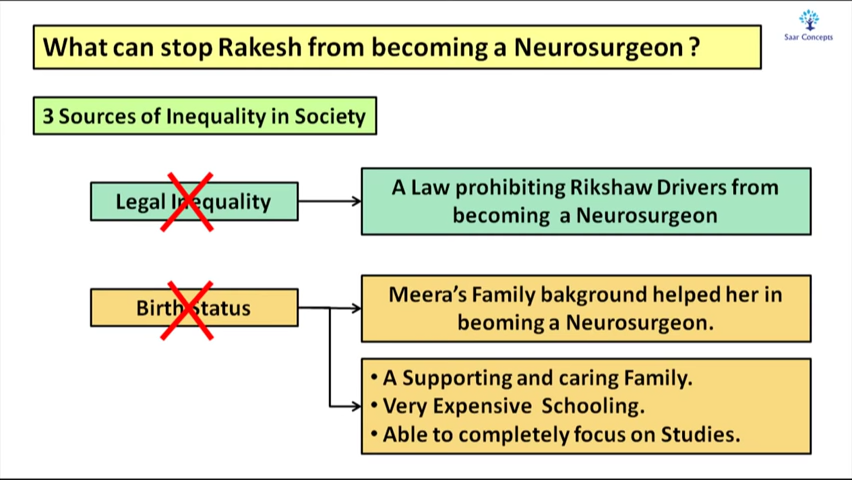 What can stop Rakesh from becoming a Neurosurgeon ?
Saar Concepts
3 Sources of Inequality in Society
Legal Inequality
A Law prohibiting Rikshaw Drivers from
becoming a Neurosurgeon
Birth Status
Meera's Family bakground helped her in
beoming a Neurosurgeon.
• A Supporting and caring Family.
• Very Expensive Schooling.
• Able to completely focus on Studies.